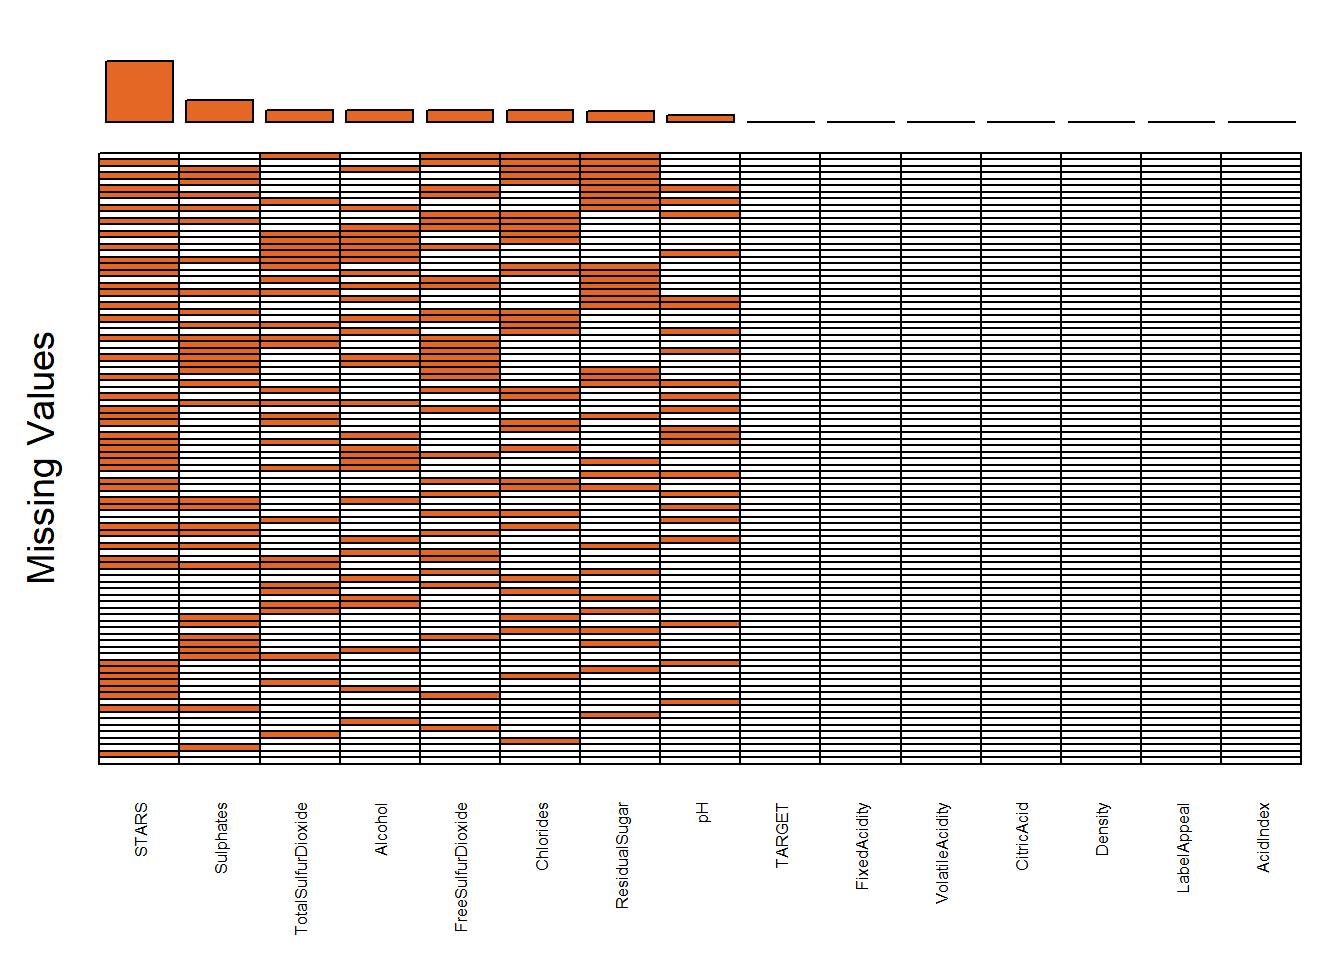 Missing Values
STARS
Sulphates
TotalSulfurDioxide
Alcohol
FreeSulfurDioxide
Chlorides
ResidualSugar
pH
TARGET
FixedAcidity
VolatileAcidity
CitricAcid
Density
LabelAppeal
AcidIndex